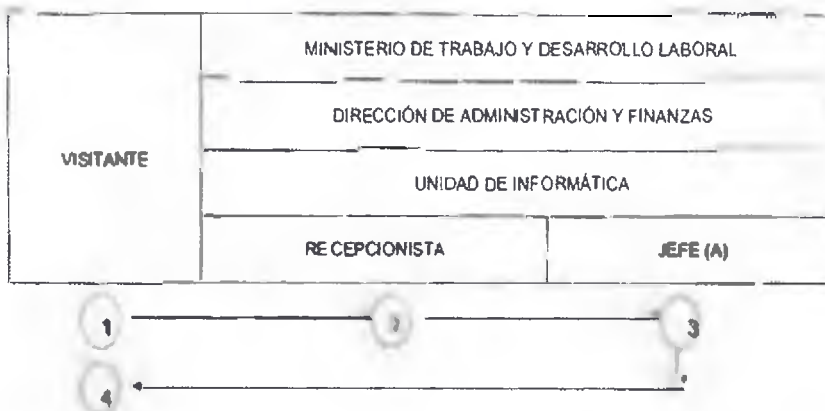 MINISTERIO DE TRABAJO Y DESARROLLO LABORAL
DIRECCIÓN DE ADMINISTRACIÓN Y FINANZAS
VISITANTE
UNIDAD DE INFORMÁTICA
RECEPCIONISTA JEFE (A)
1 3
4